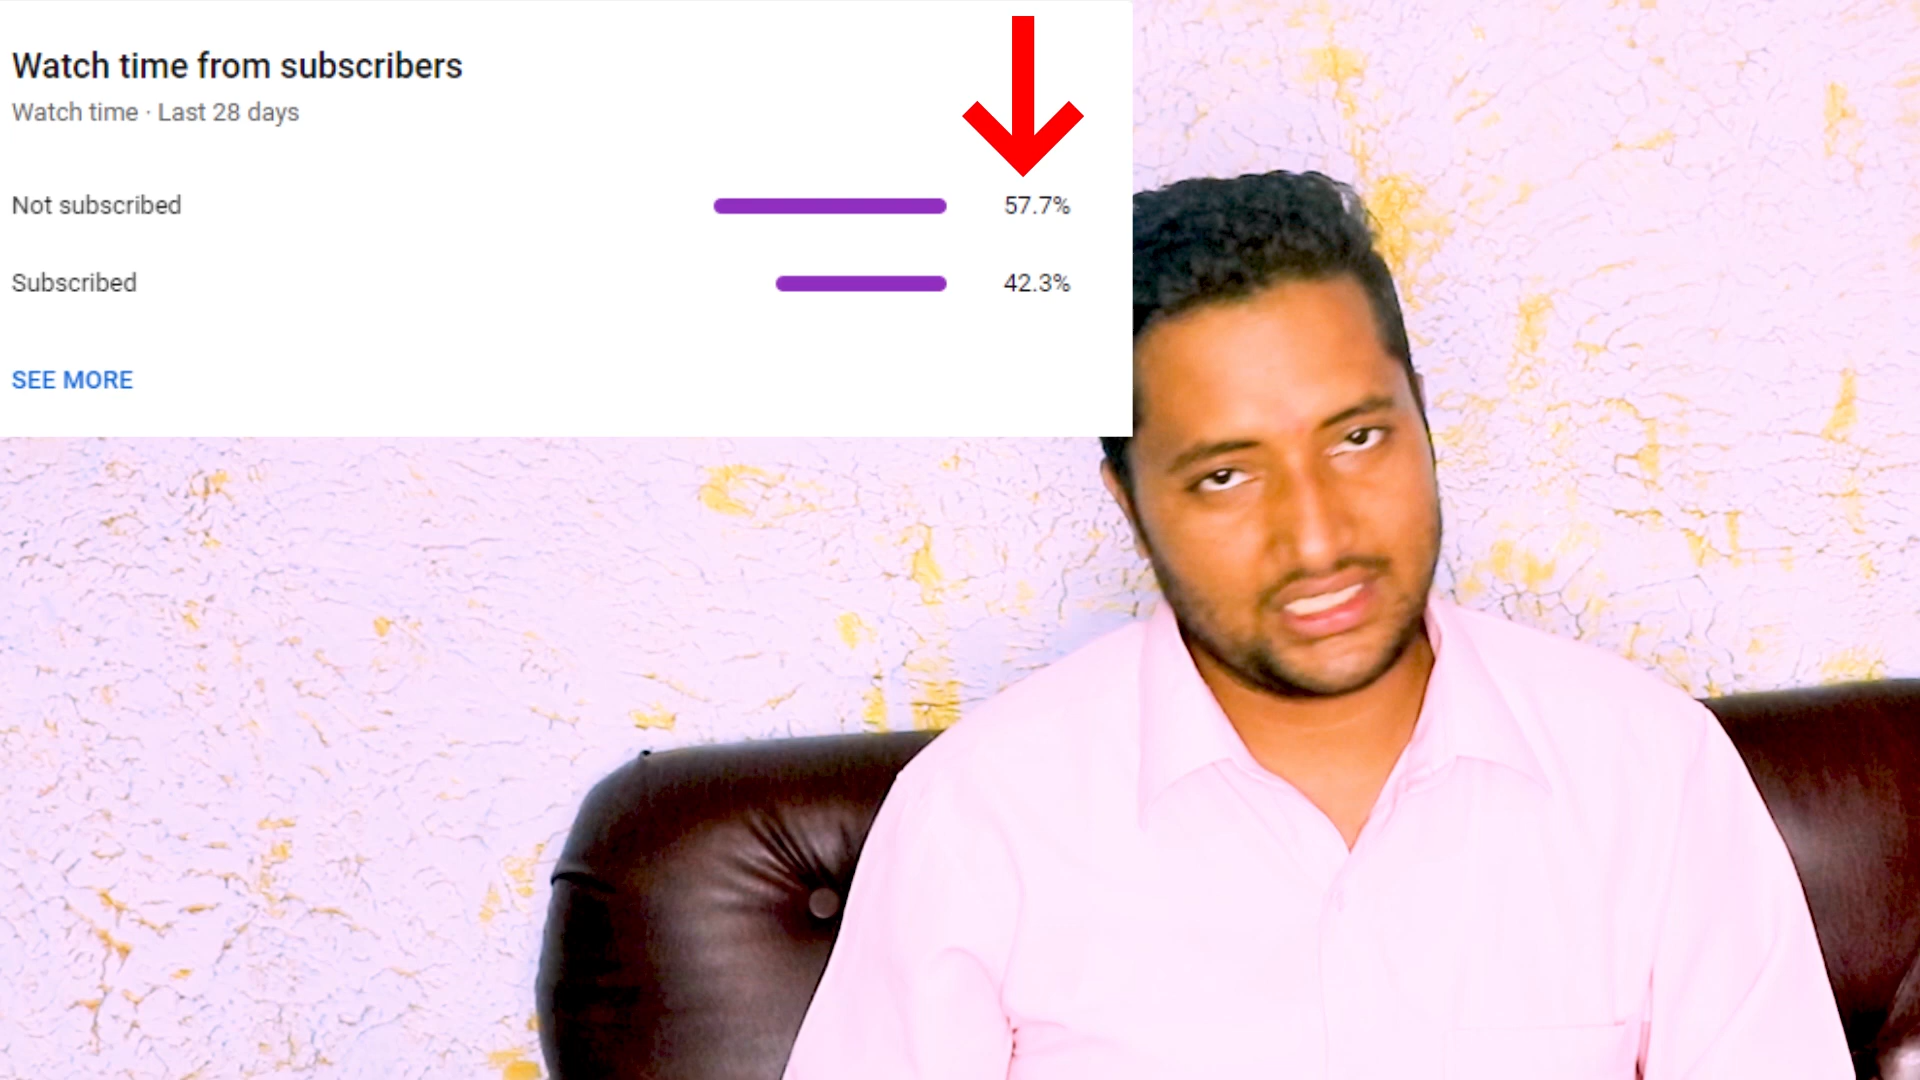 Watch time from subscribers
Watch time · Last 28 days
Not subscribed 57.7%
Subscribed 42.3%
SEE MORE